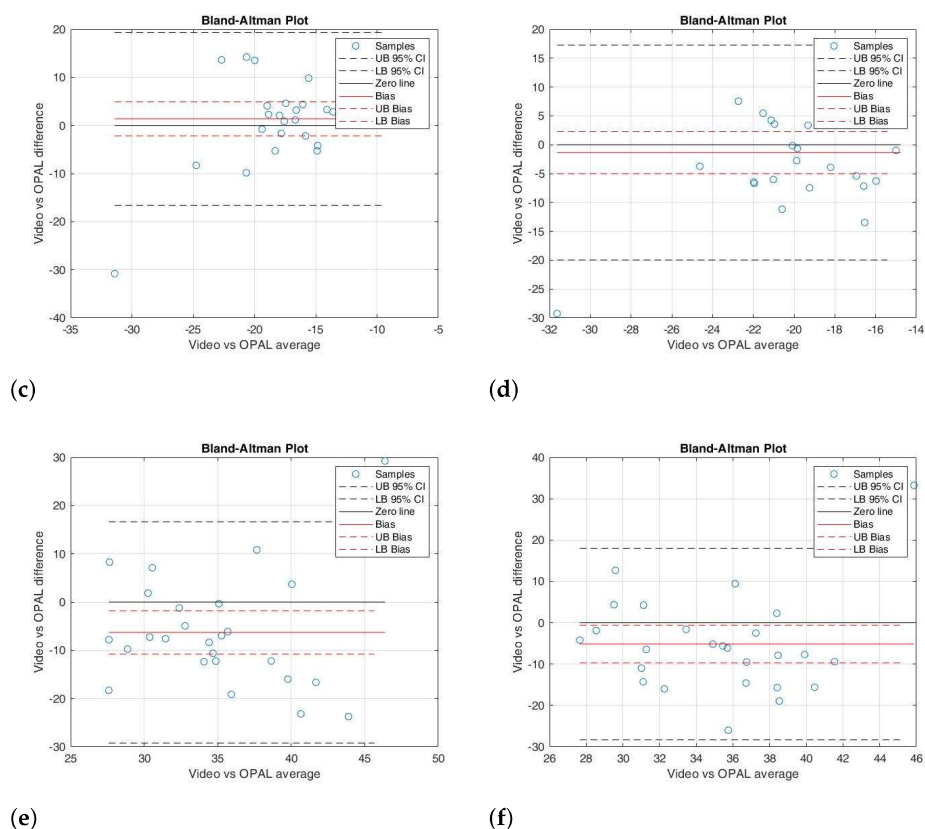 Bland-Altman Plot
Video vs OPAL difference
20
10
0
-10
-20
-30
-40
-35
-30
-25
-20
-15
-10
-5
Video vs OPAL average
Samples
UB 95% CI
LB 95% CI
Zero line
Bias
UB Bias
LB Bias
(c)
Bland-Altman Plot
Video vs OPAL difference
20
15
10
5
0
-5
-10
-15
-20
-25
-30
-32
-30
-28
-26
-24
-22
-20
-18
-16
-14
Video vs OPAL average
Samples
UB 95% CI
LB 95% CI
Zero line
Bias
UB Bias
LB Bias
(d)
Bland-Altman Plot
Video vs OPAL difference
30
20
10
0
-10
-20
-30
25
30
35
40
45
50
Video vs OPAL average
Samples
UB 95% CI
LB 95% CI
Zero line
Bias
UB Bias
LB Bias
(e)
Bland-Altman Plot
Video vs OPAL difference
40
30
20
10
0
-10
-20
-30
26
28
30
32
34
36
38
40
42
44
46
Video vs OPAL average
Samples
UB 95% CI
LB 95% CI
Zero line
Bias
UB Bias
LB Bias
(f)